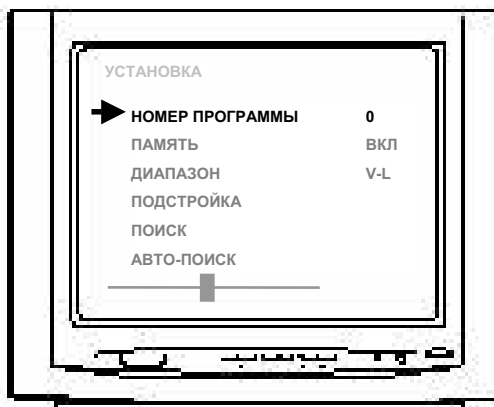 УСТАНОВКА
НОМЕР ПРОГРАММЫ 0
ПАМЯТЬ ВКЛ
ДИАПАЗОН V-L
ПОДСТРОЙКА
ПОИСК
АВТО-ПОИСК